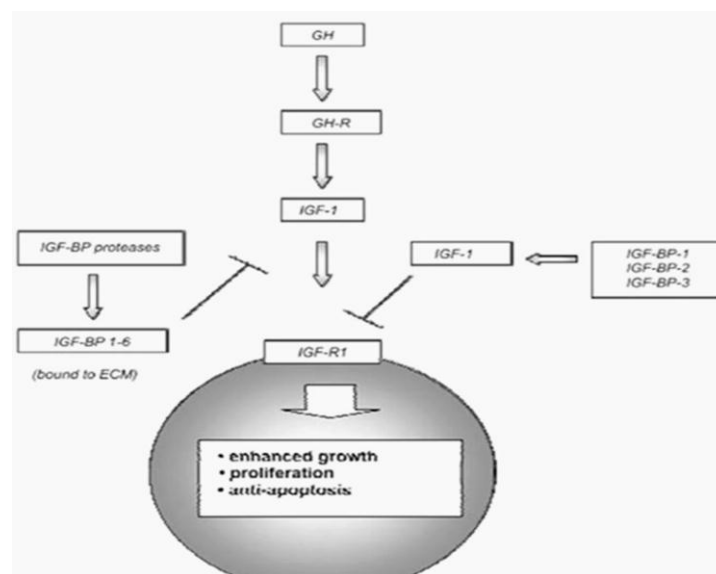 GH
GH-R
IGF-1
IGF-BP proteases
IGF-1
IGF-BP-1
IGF-BP-2
IGF-BP-3
IGF-BP 1-6
(bound to ECM)
IGF-R1
• enhanced growth
• proliferation
• anti-apoptosis